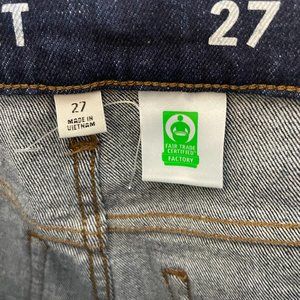 T 27
27
MADE IN
VIETNAM
FAIR TRADE
CERTIFIED
FACTORY